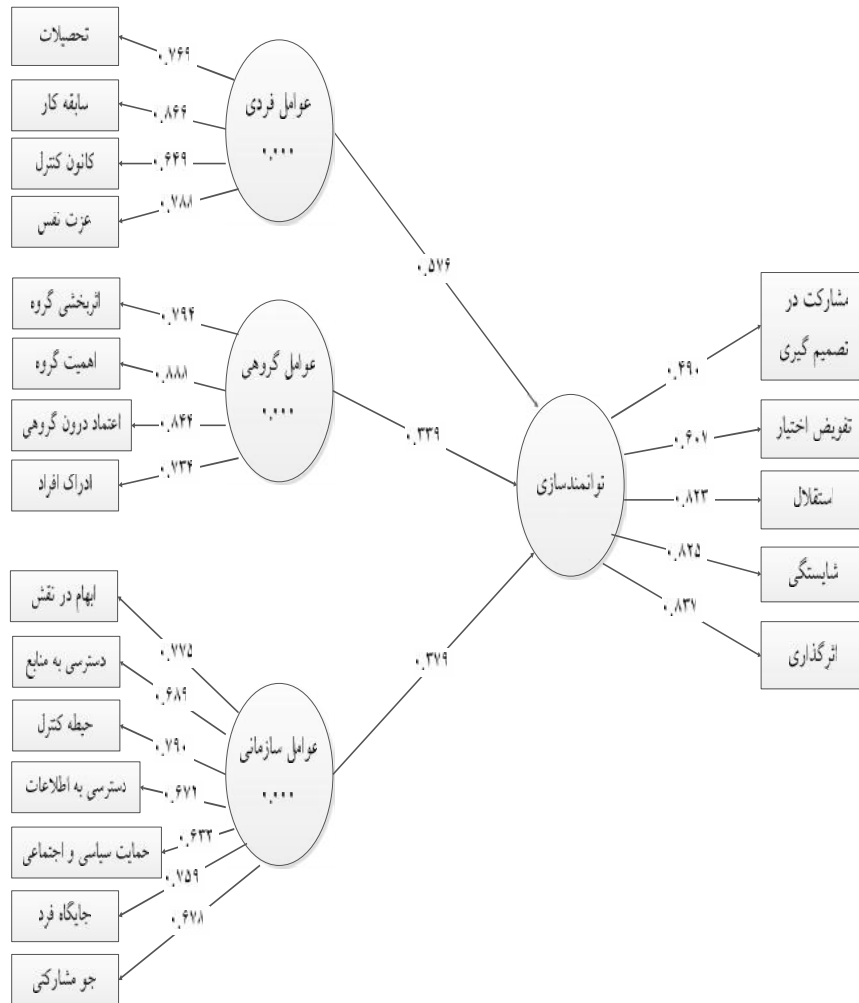 تحصیلات
سابقه کار
کانون کنترل
عزت نفس
۰.۷۶۹
۰.۸۶۶
۰.۶۴۹
۰.۷۸۸
عوامل فردی
۰.۰۰۰
۰.۵۷۶
اثربخشی گروه
اهمیت گروه
اعتماد درون گروهی
ادراک افراد
۰.۷۹۴
۰.۸۸۸
۰.۸۴۴
۰.۷۳۴
عوامل گروهی
۰.۰۰۰
۰.۳۳۹
ابهام در نقش
دسترسی به منابع
حیطه کنترل
دسترسی به اطلاعات
حمایت سیاسی و اجتماعی
جایگاه فرد
جو مشارکتی
۰.۷۷۵
۰.۶۸۹
۰.۷۹۰
۰.۶۷۲
۰.۶۳۲
۰.۷۵۹
۰.۶۷۸
عوامل سازمانی
۰.۰۰۰
۰.۳۷۹
توانمندسازی
۰.۴۹۰
۰.۶۰۷
۰.۸۲۳
۰.۸۲۵
۰.۸۳۷
مشارکت در
تصمیم گیری
تفویض اختیار
استقلال
شایستگی
اثرگذاری